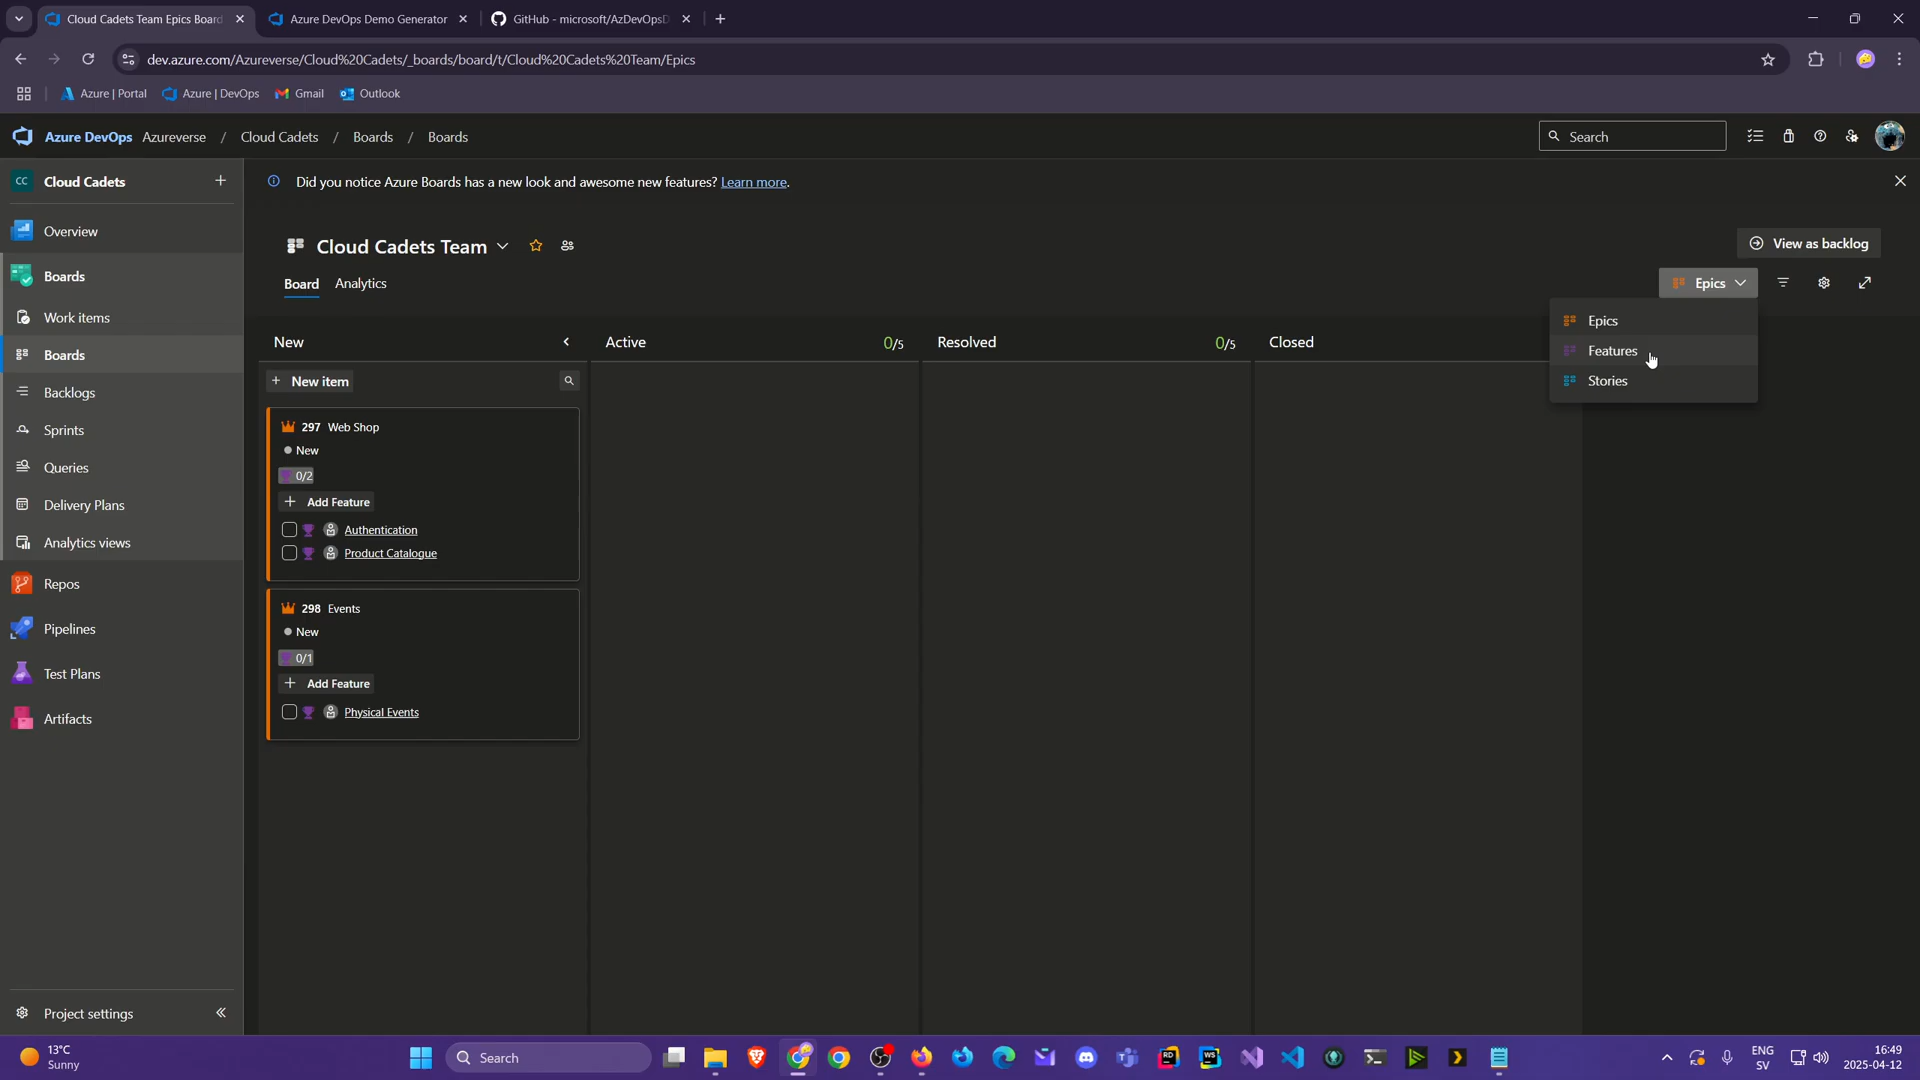 Cloud Cadets Team Epics Board
Azure DevOps Demo Generator
GitHub - microsoft/AzDevOpsD
dev.azure.com/Azureverse/Cloud%20Cadets/_boards/board/t/Cloud%20Cadets%20Team/Epics
Azure | Portal
Azure | DevOps
Gmail
Outlook
Azure DevOps
Azureverse / Cloud Cadets / Boards / Boards
Search
CC
Cloud Cadets
Did you notice Azure Boards has a new look and awesome new features? Learn more.
Overview
Boards
Work items
Boards
Backlogs
Sprints
Queries
Delivery Plans
Analytics views
Repos
Pipelines
Test Plans
Artifacts
Project settings
Cloud Cadets Team
View as backlog
Board
Analytics
Epics
Epics
Features
Stories
New
Active
0/5
Resolved
0/5
Closed
New item
297 Web Shop
New
0/2
Add Feature
Authentication
Product Catalogue
298 Events
New
0/1
Add Feature
Physical Events
13°C
Sunny
Search
RD
WS
ENG
SV
16:49
2025-04-12